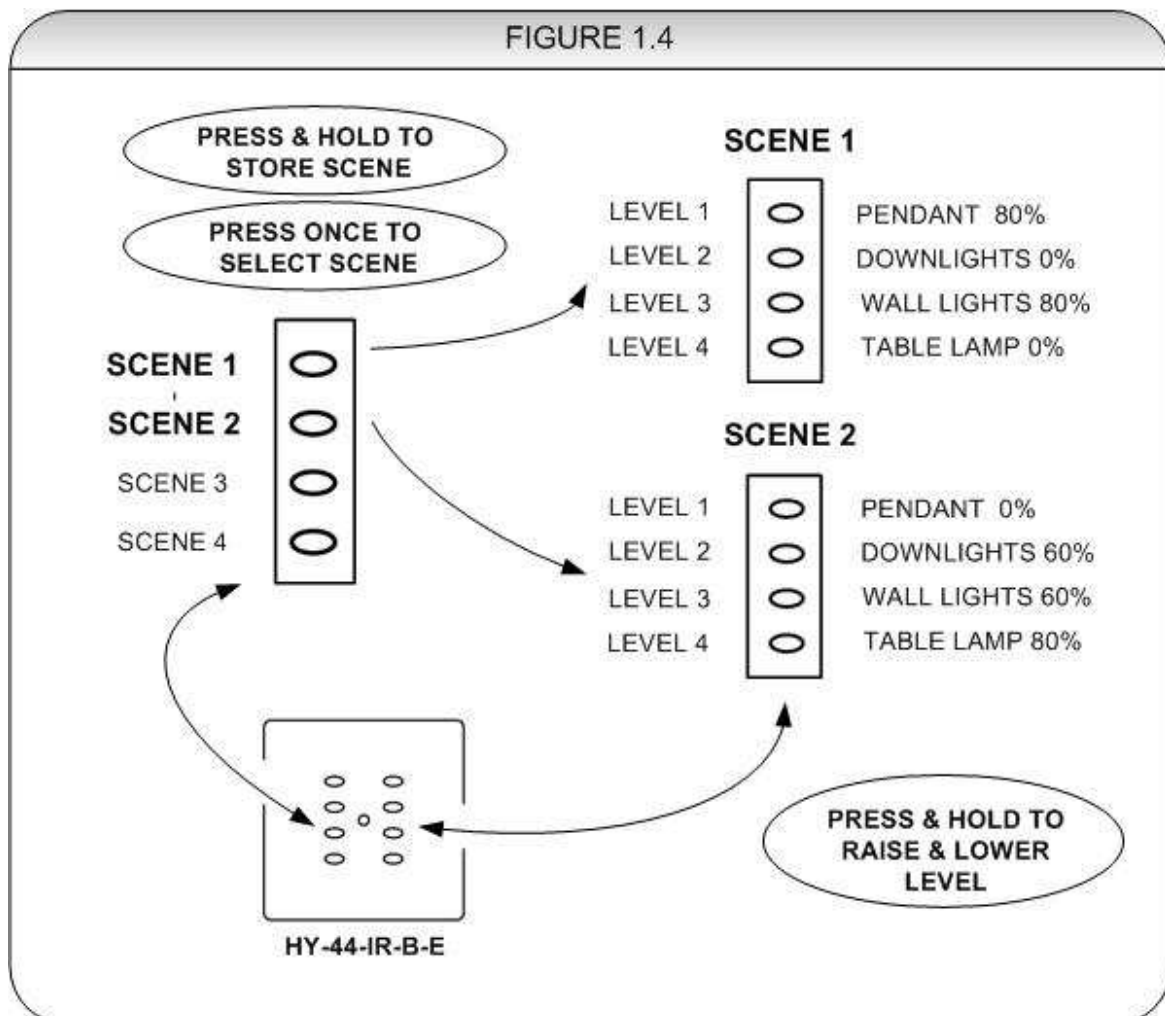 FIGURE 1.4
PRESS & HOLD TO
STORE SCENE
PRESS ONCE TO
SELECT SCENE
SCENE 1
SCENE 2
SCENE 3
SCENE 4
SCENE 1
LEVEL 1 PENDANT 80%
LEVEL 2 DOWNLIGHTS 0%
LEVEL 3 WALL LIGHTS 80%
LEVEL 4 TABLE LAMP 0%
SCENE 2
LEVEL 1 PENDANT 0%
LEVEL 2 DOWNLIGHTS 60%
LEVEL 3 WALL LIGHTS 60%
LEVEL 4 TABLE LAMP 80%
HY-44-IR-B-E
PRESS & HOLD TO
RAISE & LOWER
LEVEL